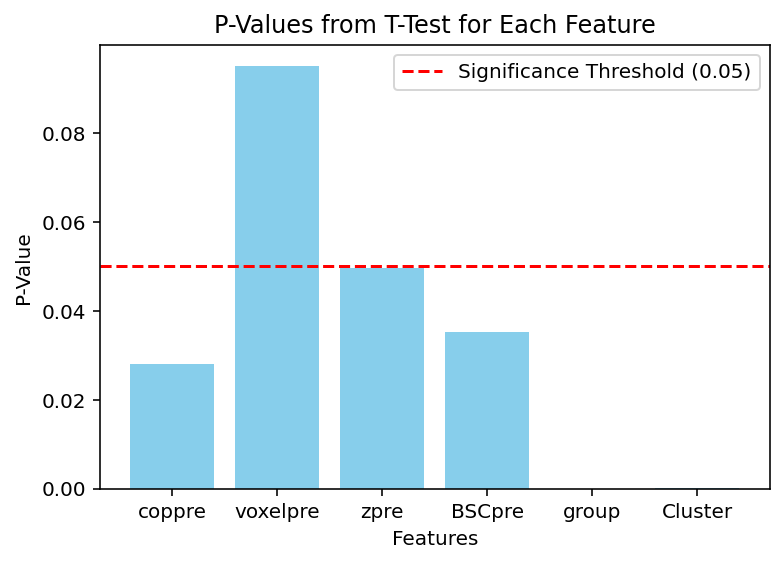 P-Values from T-Test for Each Feature
Significance Threshold (0.05)
P-Value
0.08
0.06
0.04
0.02
0.00
coppre voxelpre zpre BSCpre group Cluster
Features